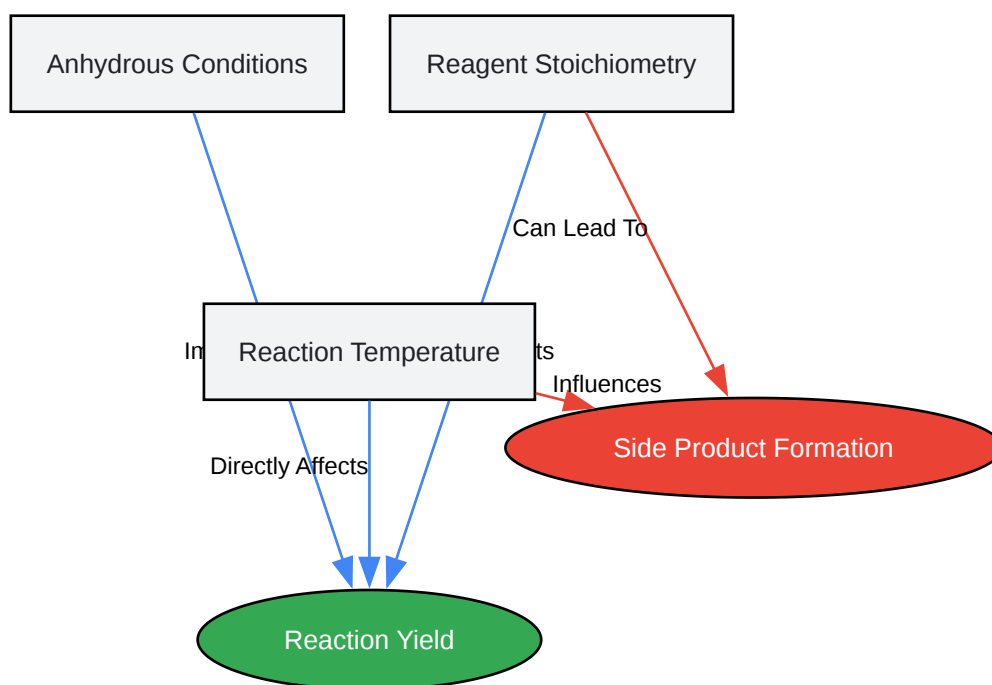 Anhydrous Conditions
Reagent Stoichiometry
Can Lead To
Reaction Temperature
Influences
Side Product Formation
Directly Affects
Reaction Yield